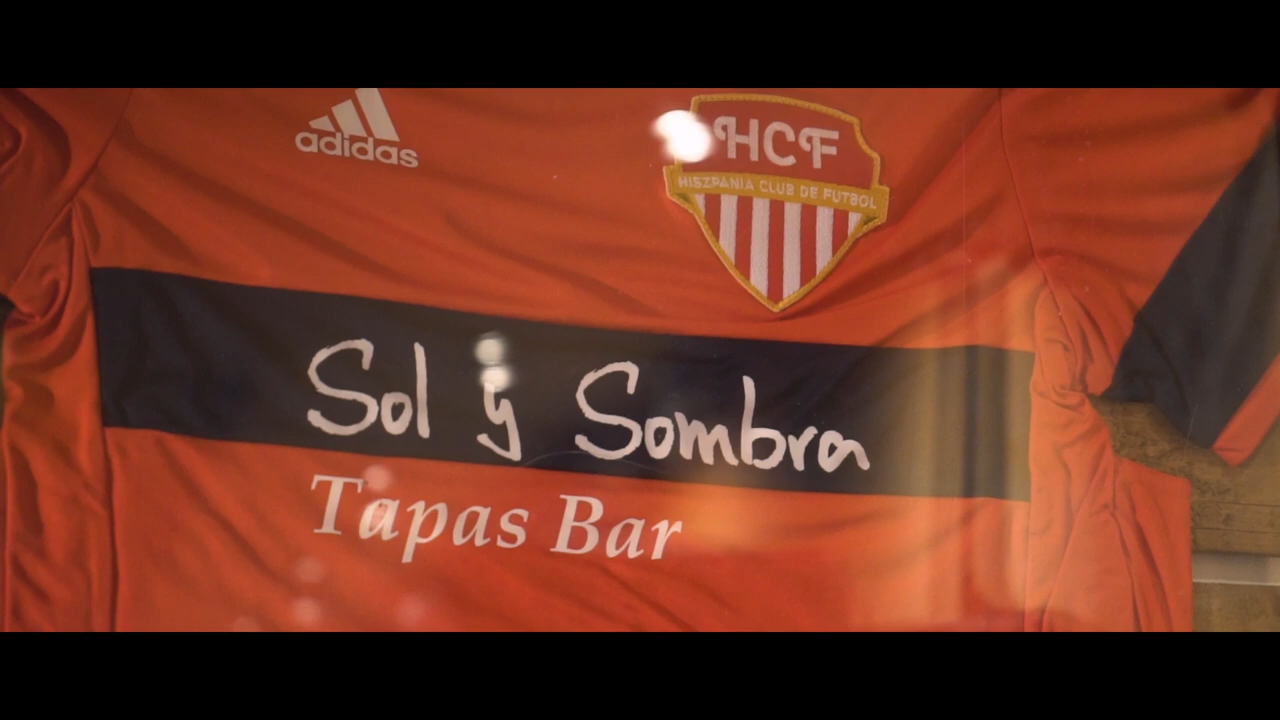 adidas
HCF
HISZPANIA CLUB DE FUTBOL
Sol y Sombra
Tapas Bar